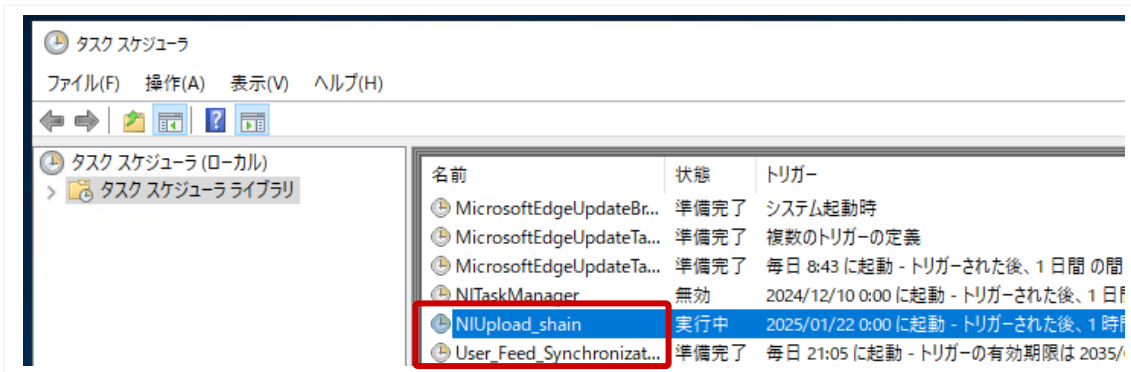 タスク スケジューラ
ファイル(F) 操作(A) 表示(V) ヘルプ(H)
タスク スケジューラ (ローカル)
タスク スケジューラ ライブラリ
名前 状態 トリガー
MicrosoftEdgeUpdateBr... 準備完了 システム起動時
MicrosoftEdgeUpdateTa... 準備完了 複数のトリガーの定義
MicrosoftEdgeUpdateTa... 準備完了 毎日 8:43 に起動 - トリガーされた後、1 日間 の間
NITaskManager 無効 2024/12/10 0:00 に起動 - トリガーされた後、1 日
NIUpload_shain 実行中 2025/01/22 0:00 に起動 - トリガーされた後、1 時
User_Feed_Synchronizat... 準備完了 毎日 21:05 に起動 - トリガーの有効期限は 2035/